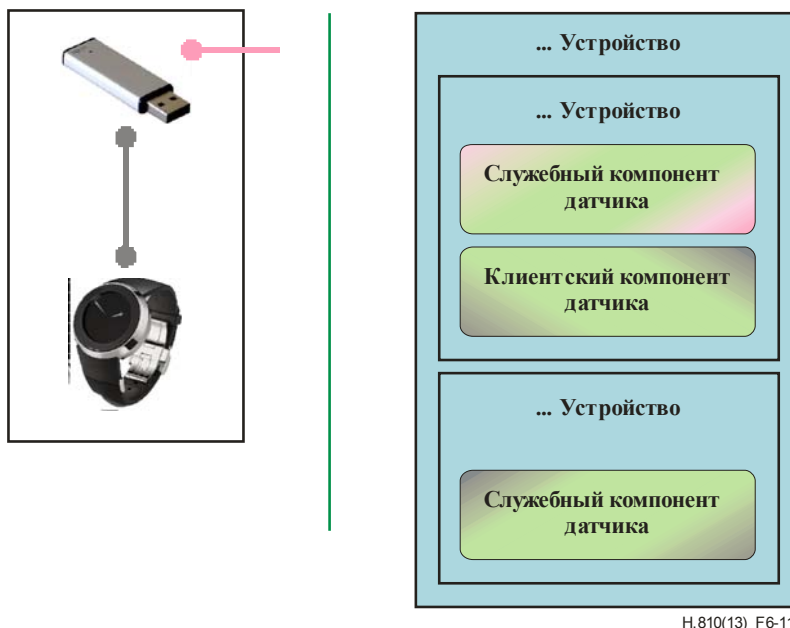 ... Устройство
... Устройство
Служебный компонент
датчика
Клиентский компонент
датчика
... Устройство
Служебный компонент
датчика
H.810(13)_F6-11